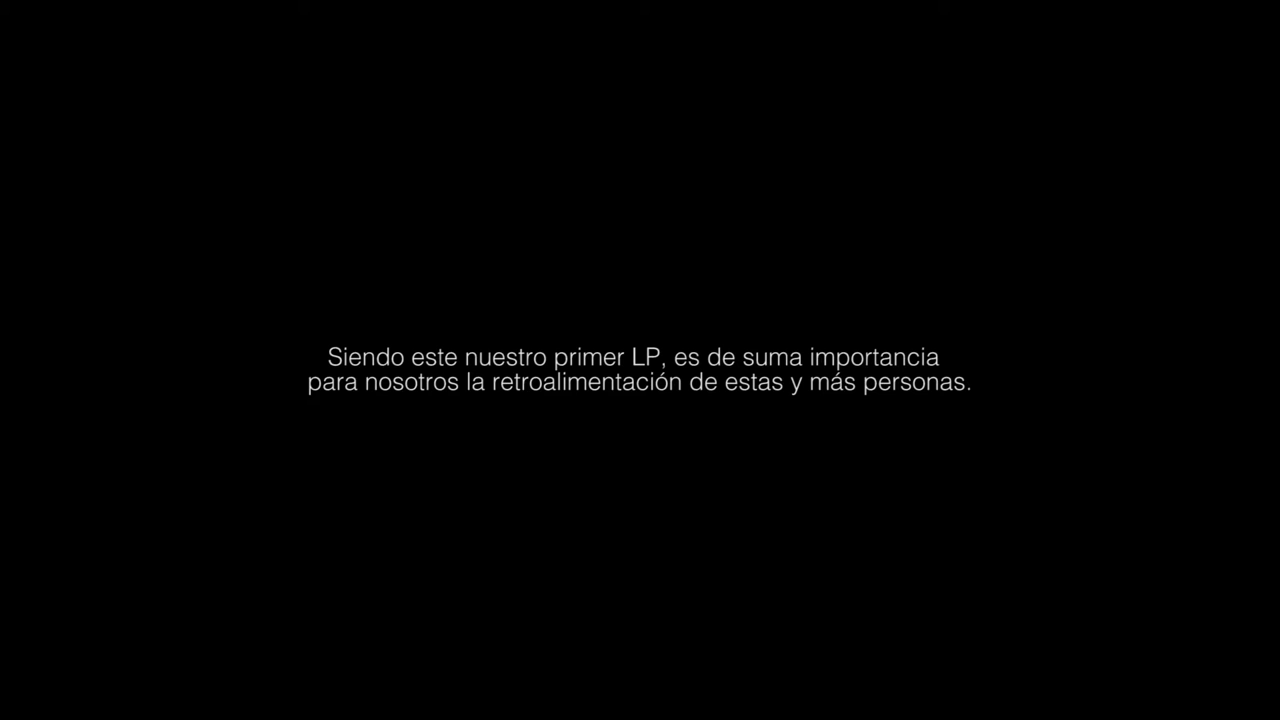 Siendo este nuestro primer LP, es de suma importancia
para nosotros la retroalimentación de estas y más personas.